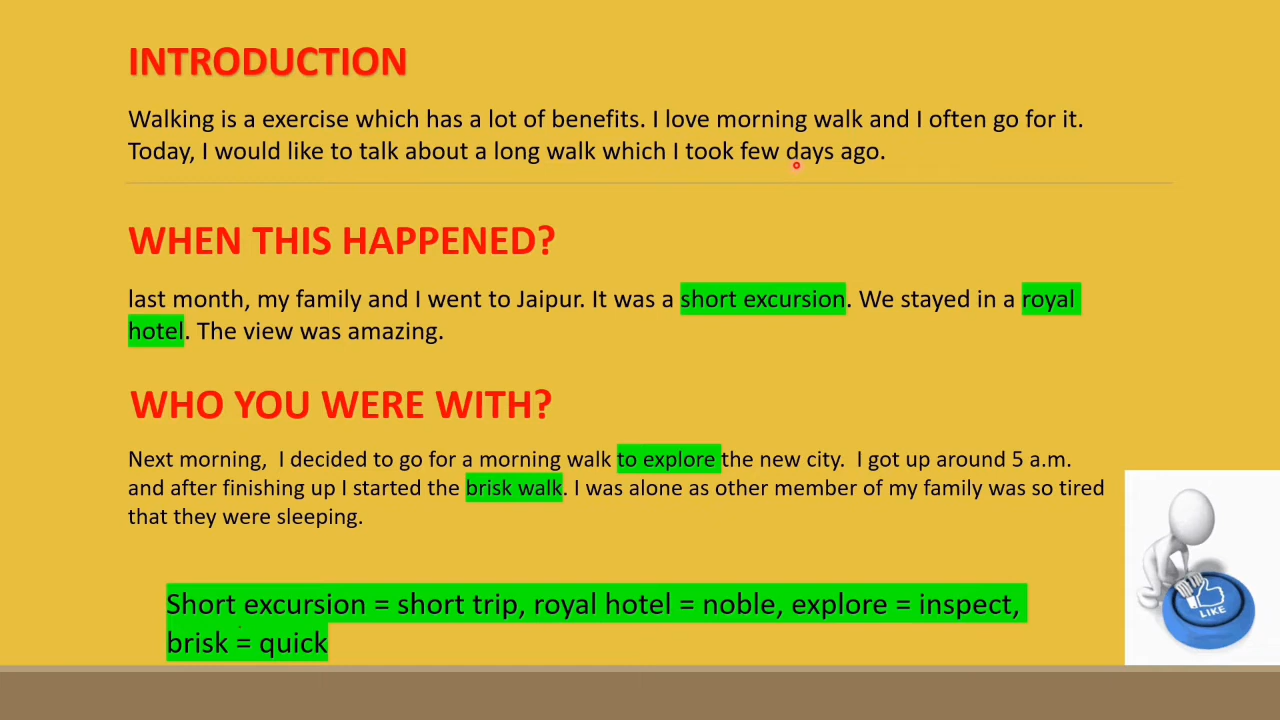 INTRODUCTION
Walking is a exercise which has a lot of benefits. I love morning walk and I often go for it.
Today, I would like to talk about a long walk which I took few days ago.
WHEN THIS HAPPENED?
last month, my family and I went to Jaipur. It was a short excursion. We stayed in a royal
hotel. The view was amazing.
WHO YOU WERE WITH?
Next morning,  I decided to go for a morning walk to explore the new city.  I got up around 5 a.m.
and after finishing up I started the brisk walk. I was alone as other member of my family was so tired
that they were sleeping.
Short excursion = short trip, royal hotel = noble, explore = inspect,
brisk = quick
LIKE